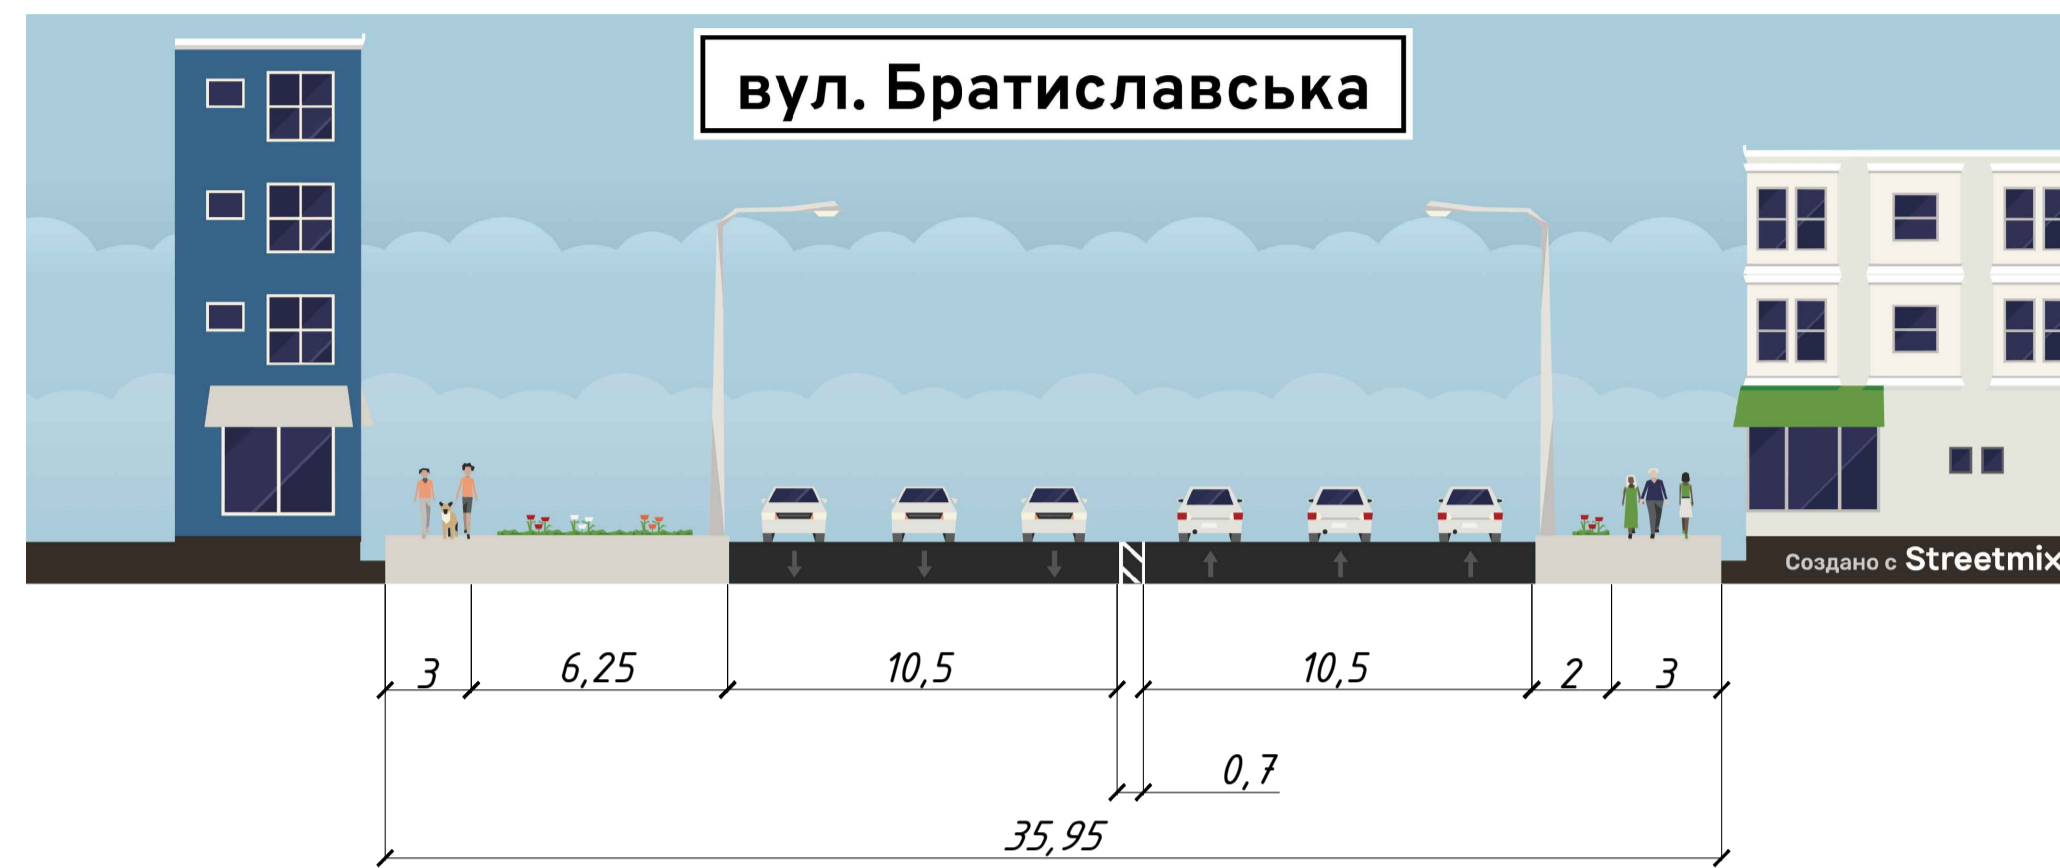 вул. Братиславська
Создано с Streetmix
3 6,25 10,5 10,5 2 3
0,7
35,95